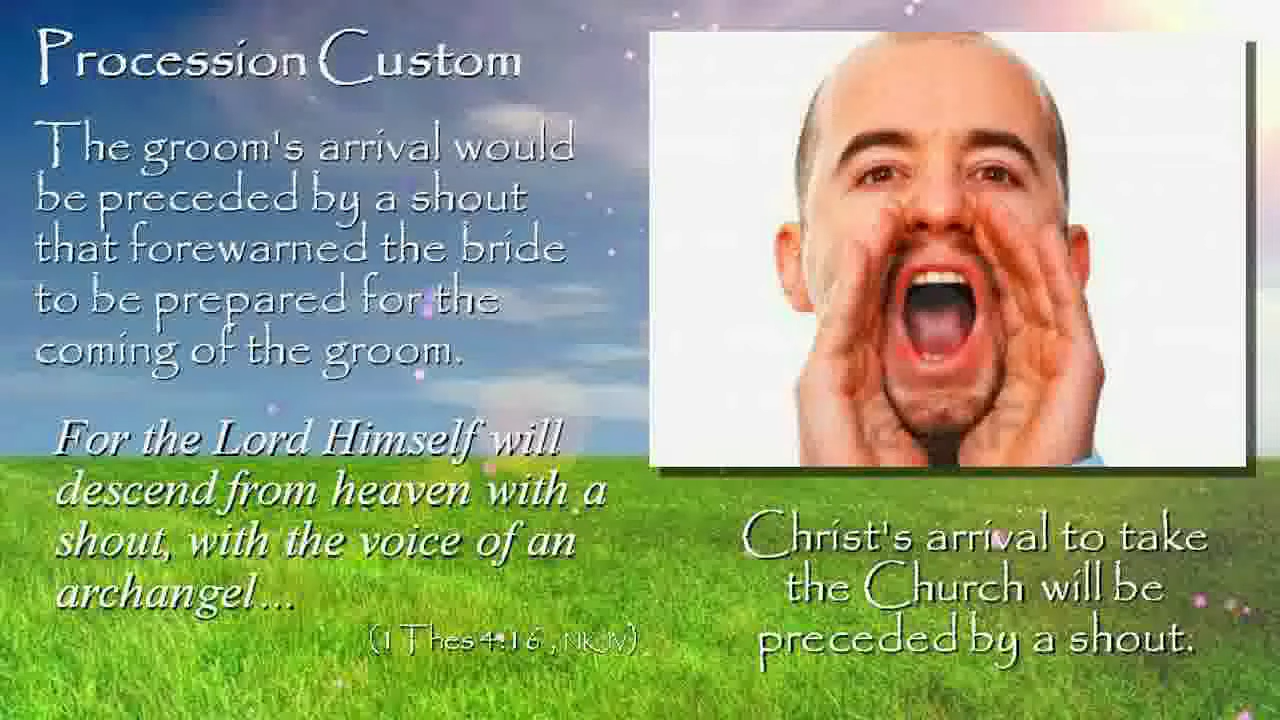 Procession Custom
The groom's arrival would
be preceded by a shout
that forewarned the bride
to be prepared for the
coming of the groom.
For the Lord Himself will
descend from heaven with a
shout, with the voice of an
archangel...
(1 Thes 4:16, NKJV)
Christ's arrival to take
the Church will be
preceded by a shout.